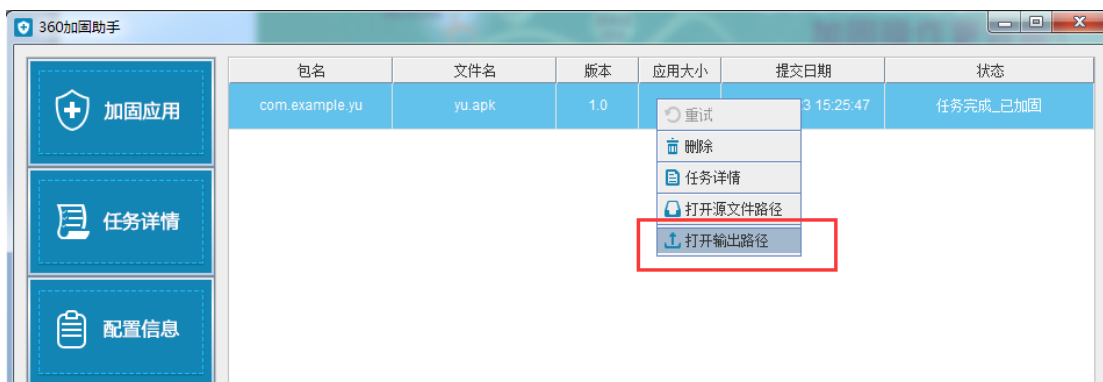 360加固助手
包名 文件名 版本 应用大小 提交日期 状态
com.example.yu yu.apk 1.0 3 15:25:47 任务完成_已加固
加固应用
重试
删除
任务详情
打开源文件路径
打开输出路径
任务详情
配置信息